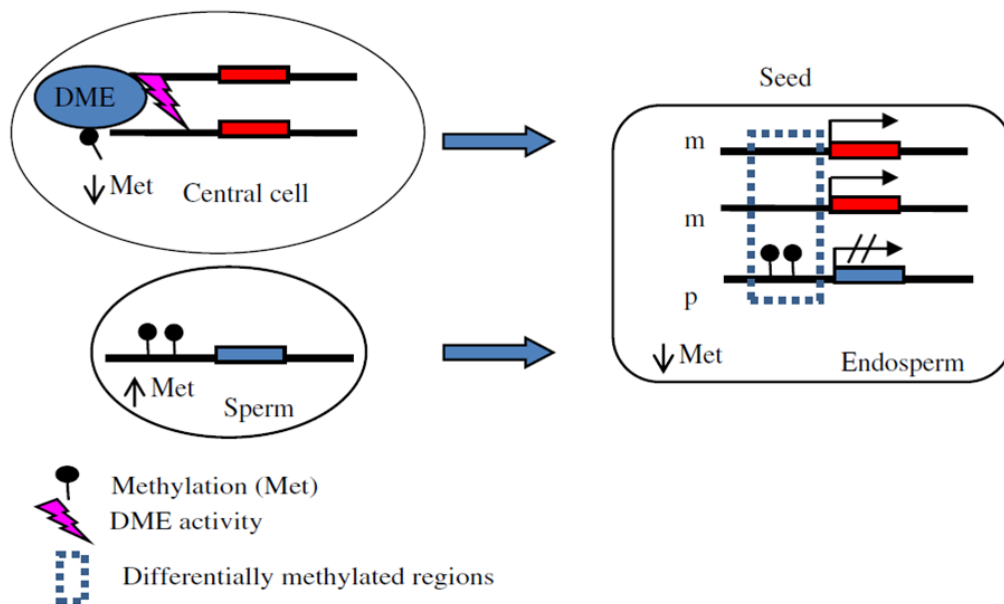 DME
↓ Met
Central cell
↑ Met
Sperm
Seed
m
m
p
↓ Met
Endosperm
Methylation (Met)
DME activity
Differentially methylated regions